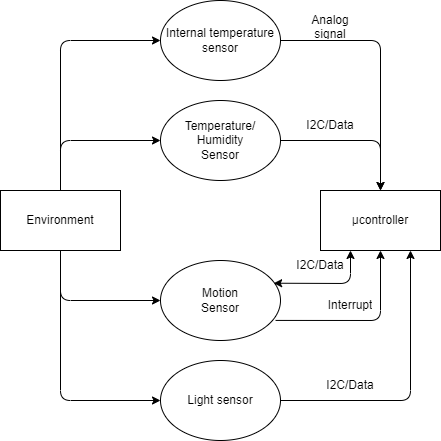 Internal temperature
sensor
Analog
signal
Temperature/
Humidity
Sensor
I2C/Data
Environment
µcontroller
Motion
Sensor
I2C/Data
Interrupt
Light sensor
I2C/Data